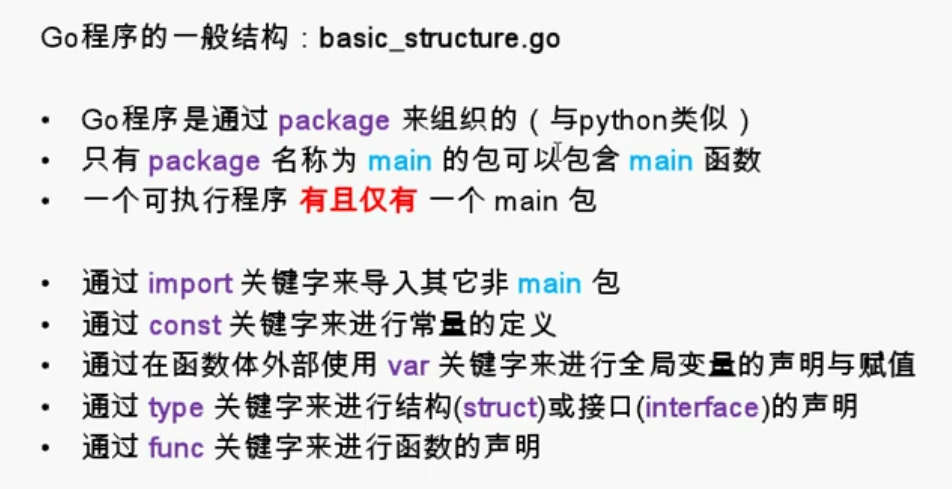 Go程序的一般结构：basic_structure.go
• Go程序是通过 package 来组织的（与python类似）
• 只有 package 名称为 main 的包可以包含 main 函数
• 一个可执行程序 有且仅有 一个 main 包
• 通过 import 关键字来导入其它非 main 包
• 通过 const 关键字来进行常量的定义
• 通过在函数体外部使用 var 关键字来进行全局变量的声明与赋值
• 通过 type 关键字来进行结构(struct)或接口(interface)的声明
• 通过 func 关键字来进行函数的声明